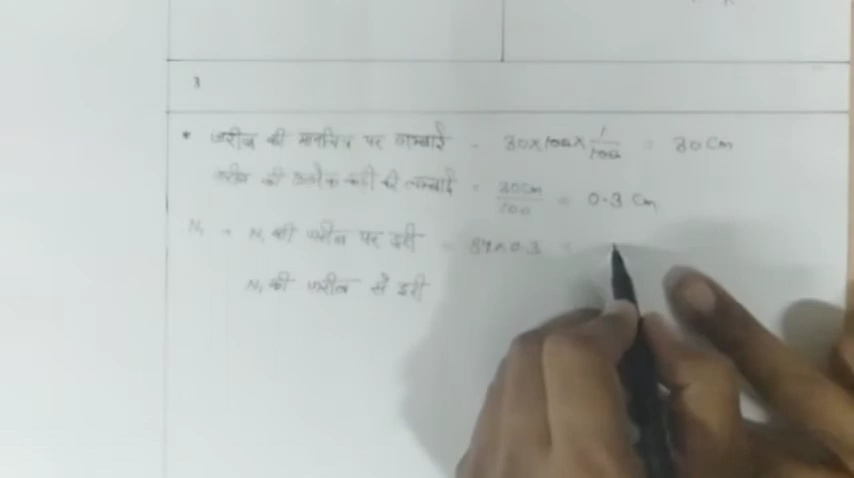 3
* जरीब की मानचित्र पर लम्बाई = 30×100×1/100 = 30 Cm
जरीब की प्रत्येक कड़ी की लम्बाई = 30Cm/100 = 0.3 Cm
N₁ = N₁ की जरीब पर दूरी = × 0.3 =
N₁ की जरीब से दूरी